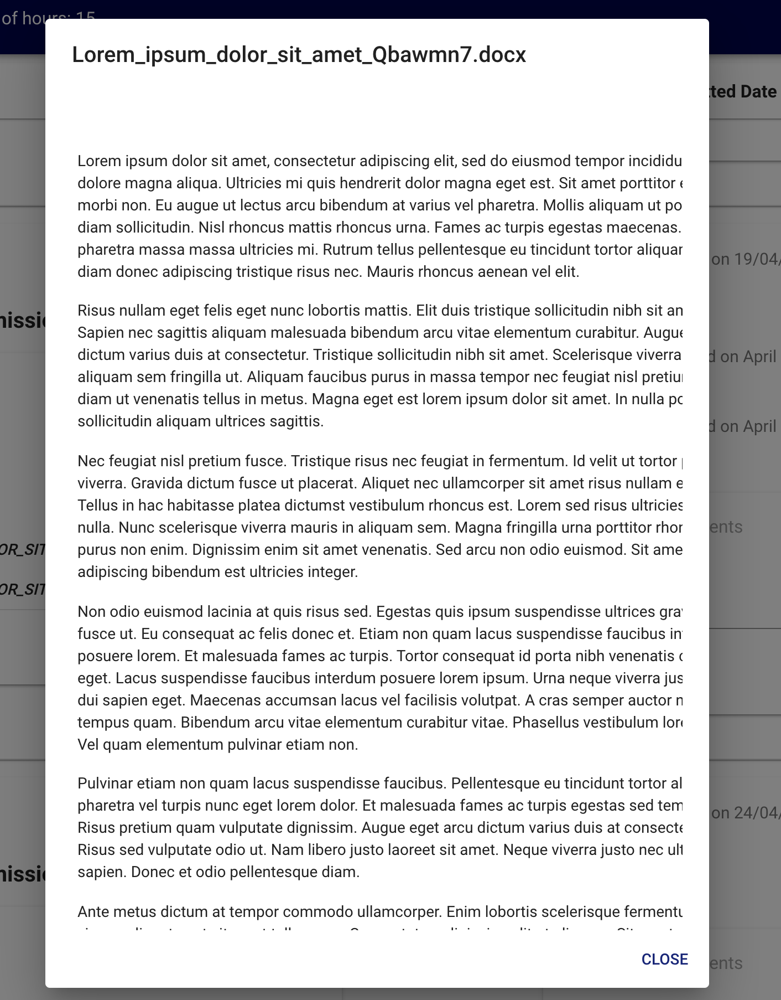 of hours: 15
Lorem_ipsum_dolor_sit_amet_Qbawmn7.docx
Date
Lorem ipsum dolor sit amet, consectetur adipiscing elit, sed do eiusmod tempor incididu
dolore magna aliqua. Ultricies mi quis hendrerit dolor magna eget est. Sit amet porttitor
morbi non. Eu augue ut lectus arcu bibendum at varius vel pharetra. Mollis aliquam ut po
diam sollicitudin. Nisl rhoncus mattis rhoncus urna. Fames ac turpis egestas maecenas.
pharetra massa massa ultricies mi. Rutrum tellus pellentesque eu tincidunt tortor
on 19/04/
diam donec adipiscing tristique risus nec. Mauris rhoncus aenean vel elit.
Risus nullam eget felis eget nunc lobortis mattis. Elit duis tristique sollicitudin nibh sit
Sapien nec sagittis aliquam malesuada bibendum arcu vitae elementum curabitur. Augue
dictum varius duis at consectetur. Tristique sollicitudin nibh sit amet. Scelerisque viverra
d on April
aliquam sem fringilla ut. Aliquam faucibus purus in massa tempor nec feugiat nisl
diam ut venenatis tellus in metus. Magna eget est lorem ipsum dolor sit amet. In nulla
sollicitudin aliquam ultrices sagittis.
d on April
Nec feugiat nisl pretium fusce. Tristique risus nec feugiat in fermentum. Id velit ut tortor
viverra. Gravida dictum fusce ut placerat. Aliquet nec ullamcorper sit amet risus nullam e
Tellus in hac habitasse platea dictumst vestibulum rhoncus est. Lorem sed risus ultricies
nulla. Nunc scelerisque viverra mauris in aliquam sem. Magna fringilla urna porttitor
ents
purus non enim. Dignissim enim sit amet venenatis. Sed arcu non odio euismod. Sit ame
OR_SIT
adipiscing bibendum est ultricies integer.
OR_SIT
Non odio euismod lacinia at quis risus sed. Egestas quis ipsum suspendisse ultrices
fusce ut. Eu consequat ac felis donec et. Etiam non quam lacus suspendisse faucibus
posuere lorem. Et malesuada fames ac turpis. Tortor consequat id porta nibh venenatis
eget. Lacus suspendisse faucibus interdum posuere lorem ipsum. Urna neque viverra jus
dui sapien eget. Maecenas accumsan lacus vel facilisis volutpat. A cras semper auctor
tempus quam. Bibendum arcu vitae elementum curabitur vitae. Phasellus vestibulum
Vel quam elementum pulvinar etiam non.
Pulvinar etiam non quam lacus suspendisse faucibus. Pellentesque eu tincidunt tortor al
pharetra vel turpis nunc eget lorem dolor. Et malesuada fames ac turpis egestas sed tem
on 24/04/
Risus pretium quam vulputate dignissim. Augue eget arcu dictum varius duis at
Risus sed vulputate odio ut. Nam libero justo laoreet sit amet. Neque viverra justo nec
sapien. Donec et odio pellentesque diam.
Ante metus dictum at tempor commodo ullamcorper. Enim lobortis scelerisque
CLOSE
ents